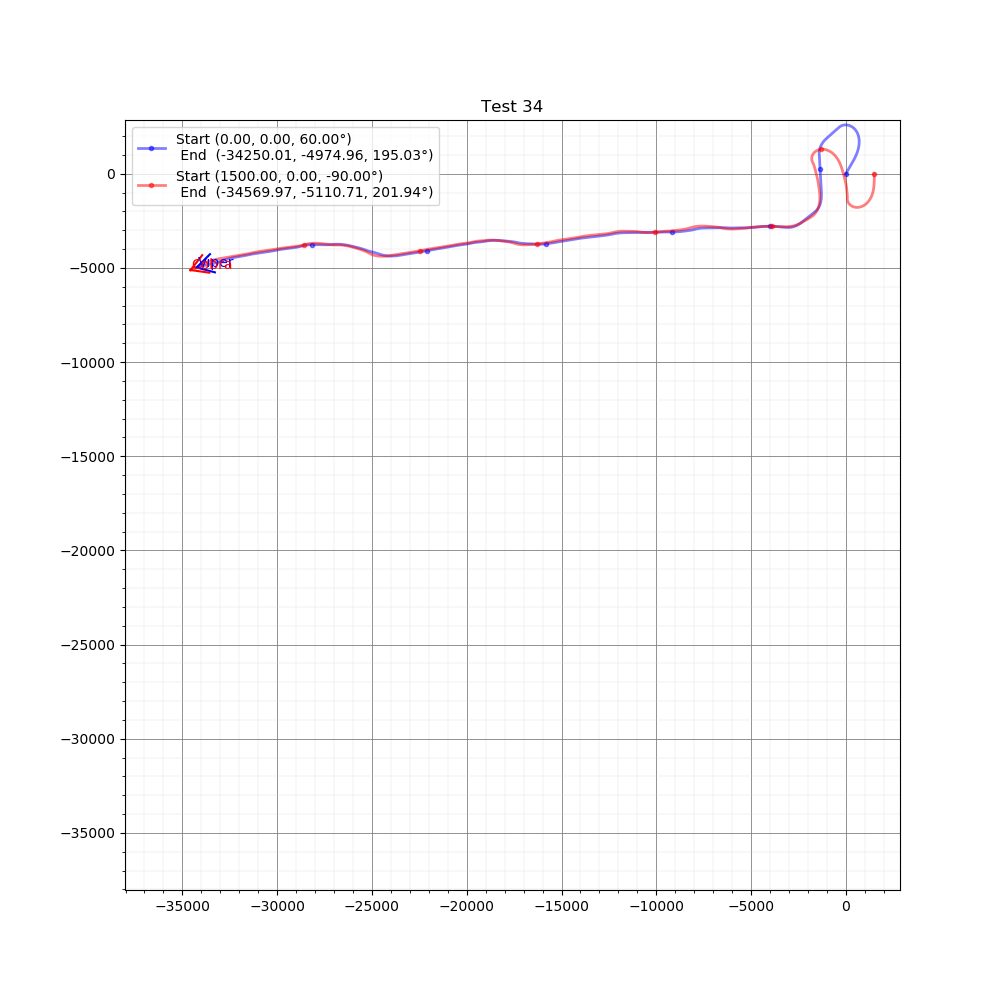 Test 34
Start (0.00, 0.00, 60.00°)
End (-34250.01, -4974.96, 195.03°)
Start (1500.00, 0.00, -90.00°)
End (-34569.97, -5110.71, 201.94°)
0
−5000
−10000
−15000
−20000
−25000
−30000
−35000
−35000 −30000 −25000 −20000 −15000 −10000 −5000 0